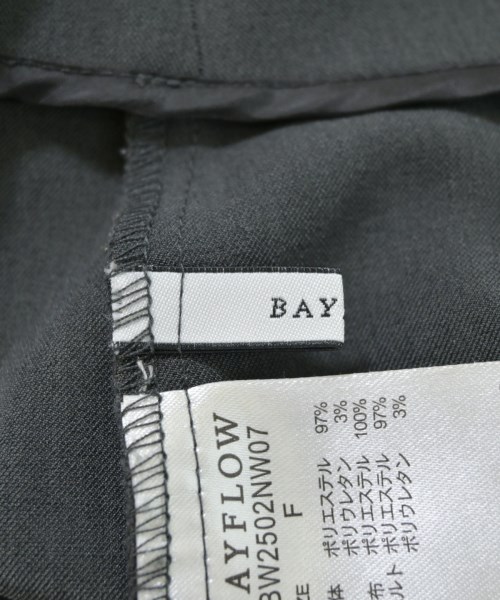 BAY
AYFLOW
BW2502NW07
ZE F
体 ポリエステル 97%
ポリウレタン 3%
ポリエステル 100%
布 ポリエステル 97%
ルト ポリウレタン 3%